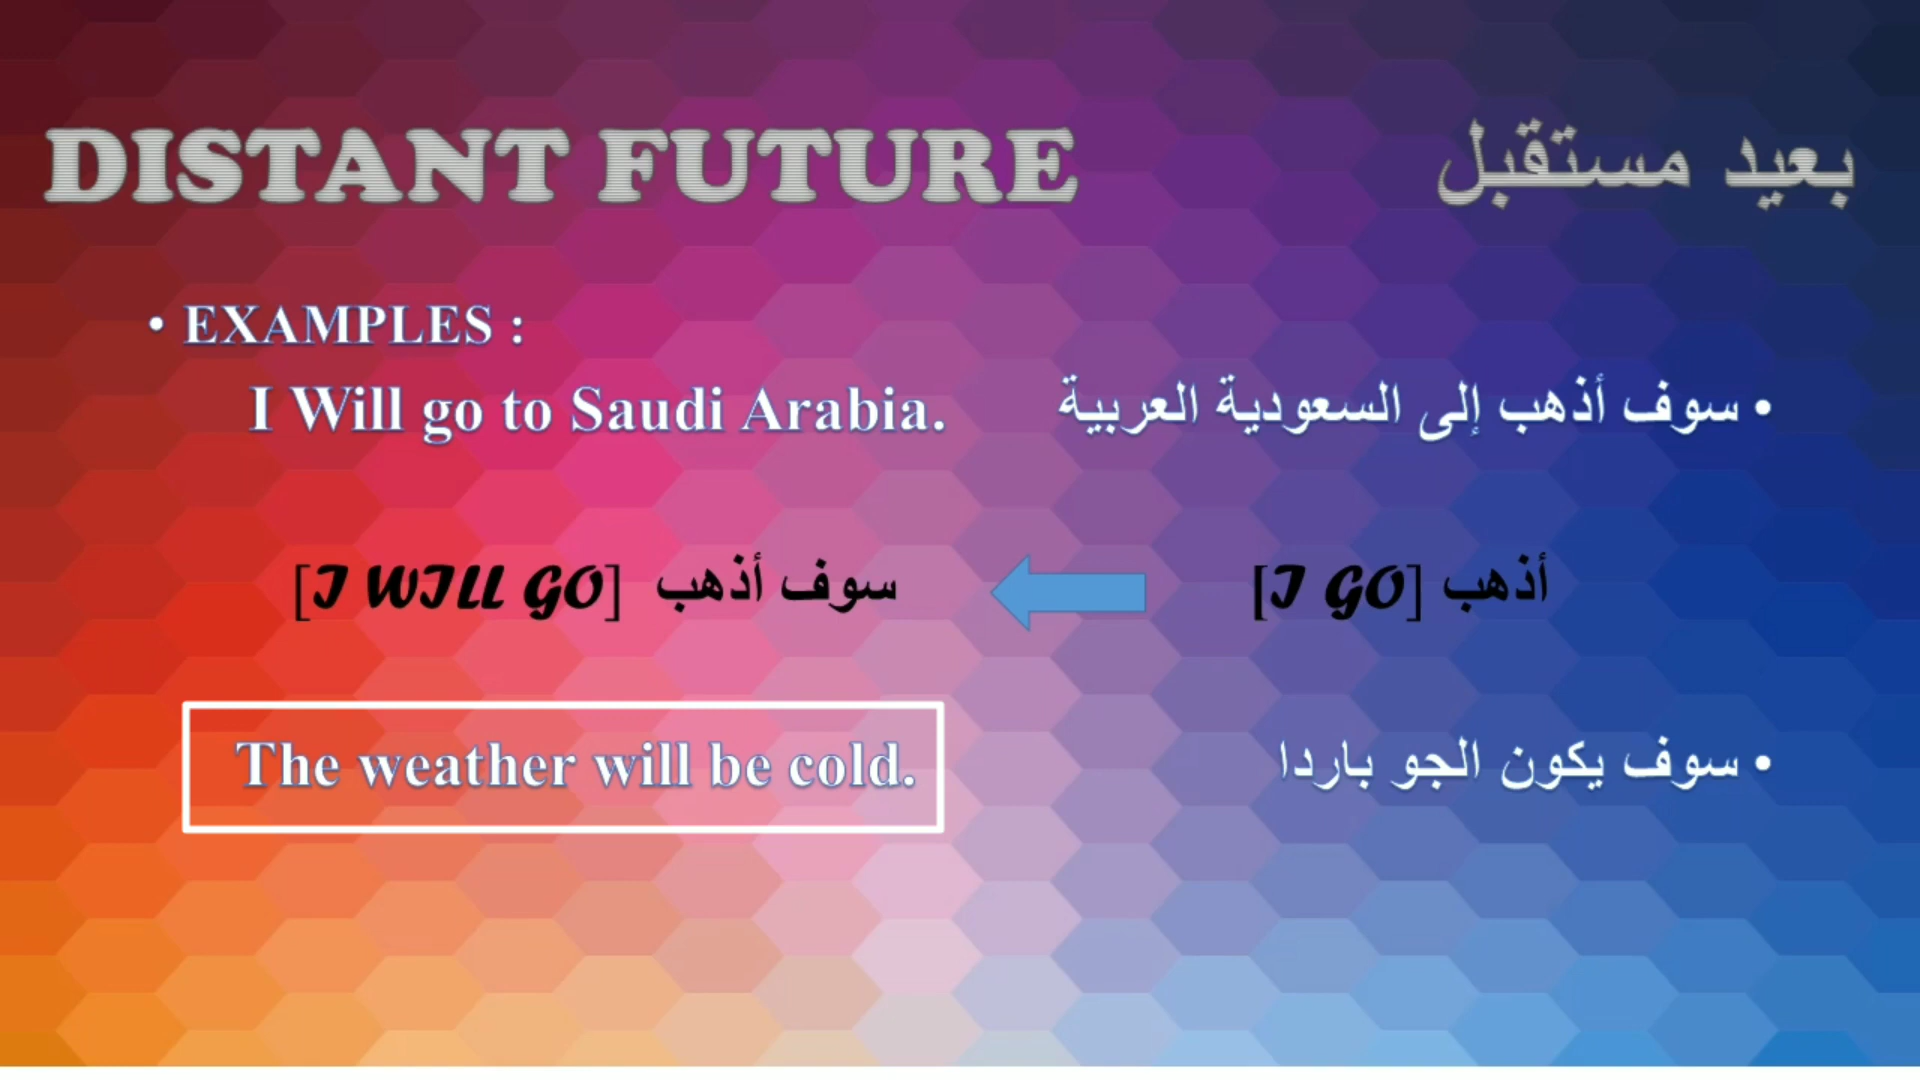 DISTANT FUTURE
بعيد مستقبل
• EXAMPLES :
I Will go to Saudi Arabia.
• سوف أذهب إلى السعودية العربية
أذهب [I GO]
سوف أذهب [I WILL GO]
The weather will be cold.
• سوف يكون الجو باردا